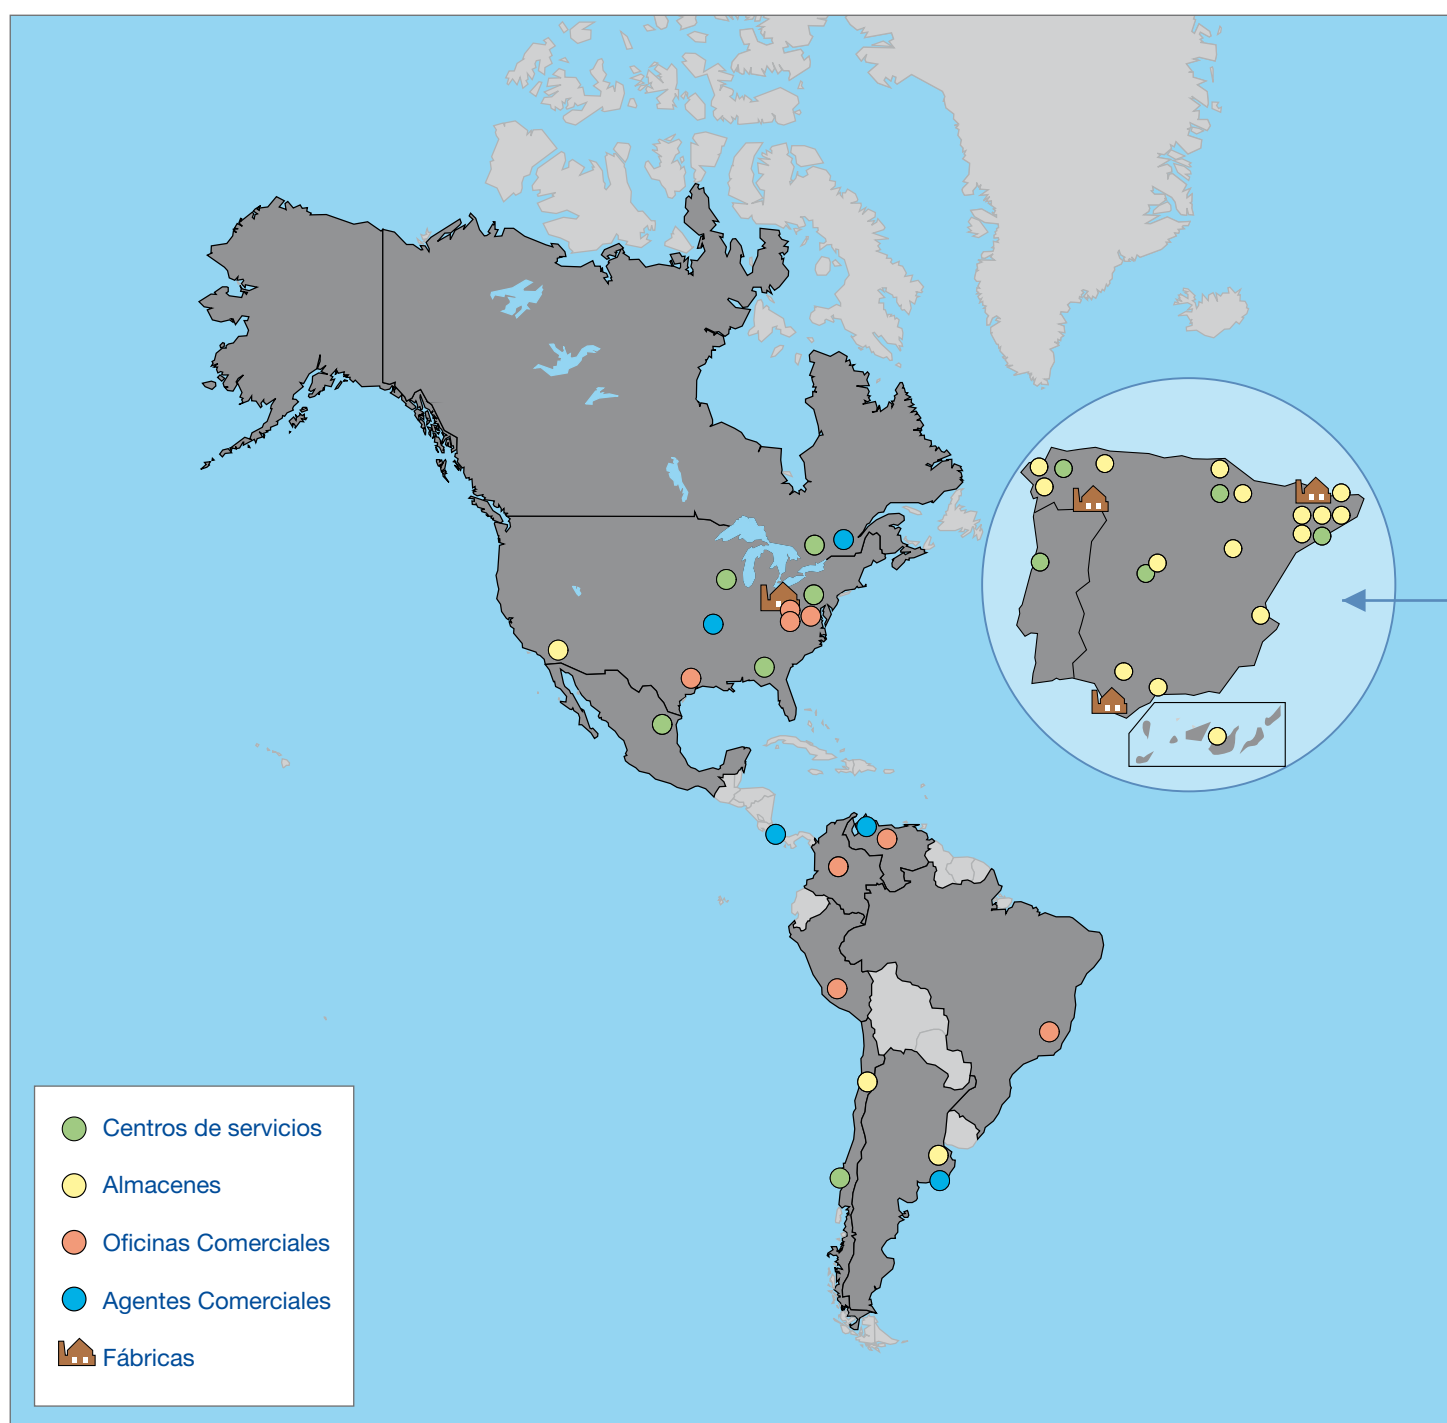 Centros de servicios
Almacenes
Oficinas Comerciales
Agentes Comerciales
Fábricas